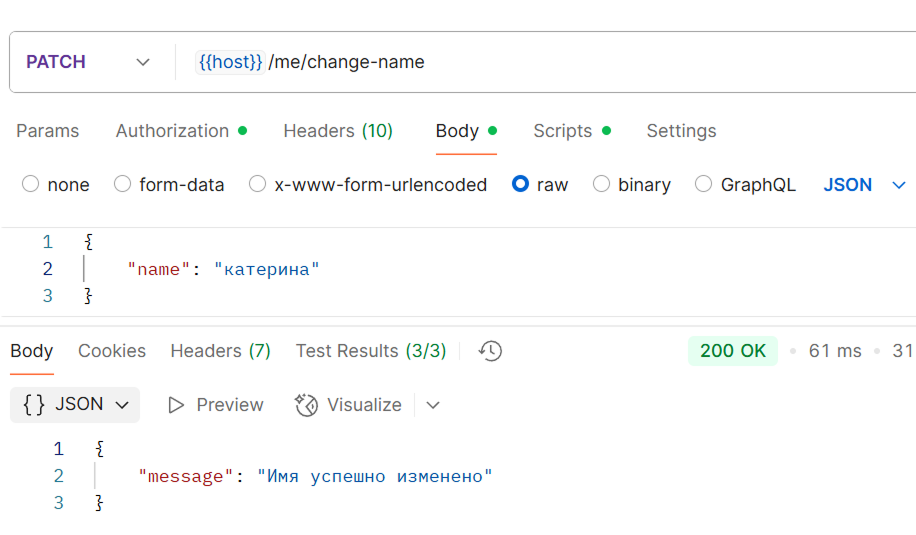 PATCH {{host}} /me/change-name
Params Authorization Headers (10) Body Scripts Settings
none form-data x-www-form-urlencoded raw binary GraphQL JSON
1 {
2 "name": "катерина"
3 }
Body Cookies Headers (7) Test Results (3/3) 200 OK 61 ms 31
{} JSON Preview Visualize
1 {
2 "message": "Имя успешно изменено"
3 }